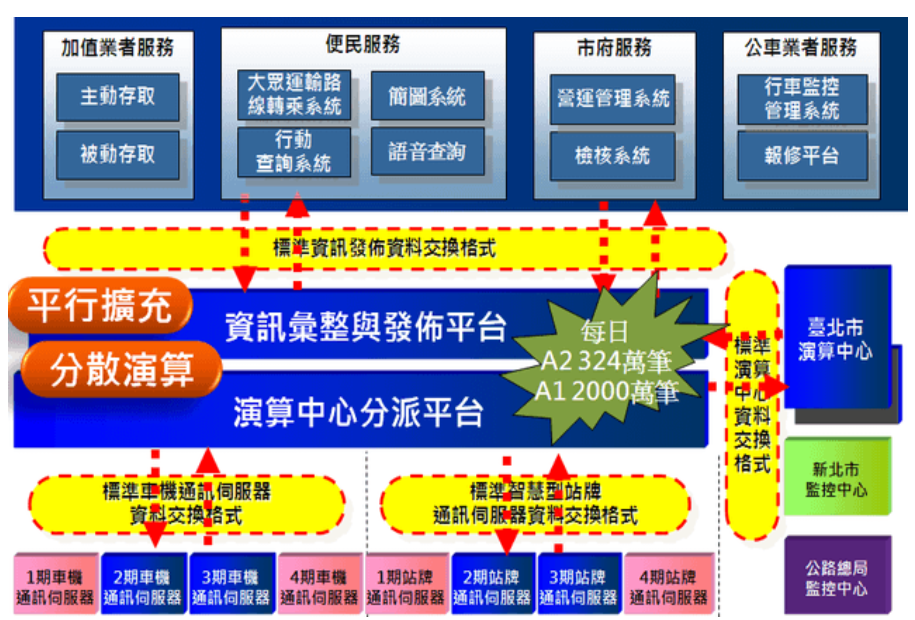 加值業者服務
主動存取
被動存取
便民服務
大眾運輸路
線轉乘系統
簡圖系統
行動
查詢系統
語音查詢
市府服務
營運管理系統
檢核系統
公車業者服務
行車監控
管理系統
報修平台
標準資訊發佈資料交換格式
平行擴充
分散演算
資訊彙整與發佈平台
演算中心分派平台
每日
A2 324萬筆
A1 2000萬筆
標準
演算
中心
資料
交換
格式
臺北市
演算中心
新北市
監控中心
公路總局
監控中心
標準車機通訊伺服器
資料交換格式
標準智慧型站牌
通訊伺服器資料交換格式
1期車機
通訊伺服器
2期車機
通訊伺服器
3期車機
通訊伺服器
4期車機
通訊伺服器
1期站牌
通訊伺服器
2期站牌
通訊伺服器
3期站牌
通訊伺服器
4期站牌
通訊伺服器